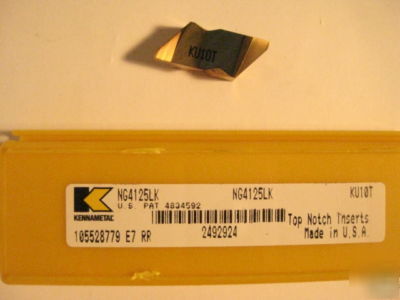 KU10T
NG4125LK NG4125LK KU10T
U.S. PAT 4834592
KENNAMETAL
Top Notch Inserts
105528779 E7 RR 2492924 Made in U.S.A.